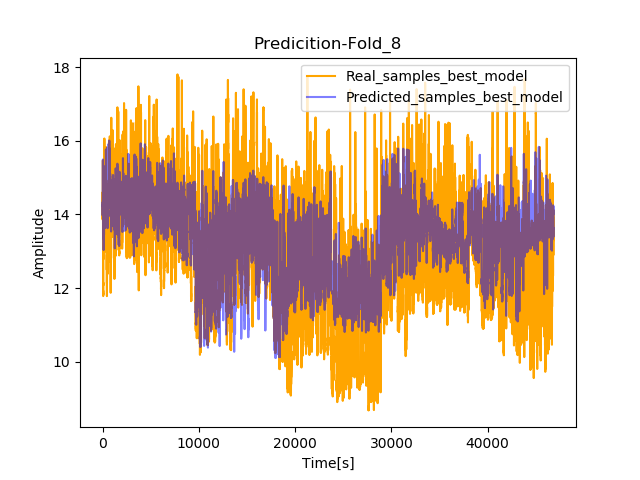 Predicition-Fold_8
Real_samples_best_model
Predicted_samples_best_model
18
16
14
12
10
Amplitude
0
10000
20000
30000
40000
Time[s]